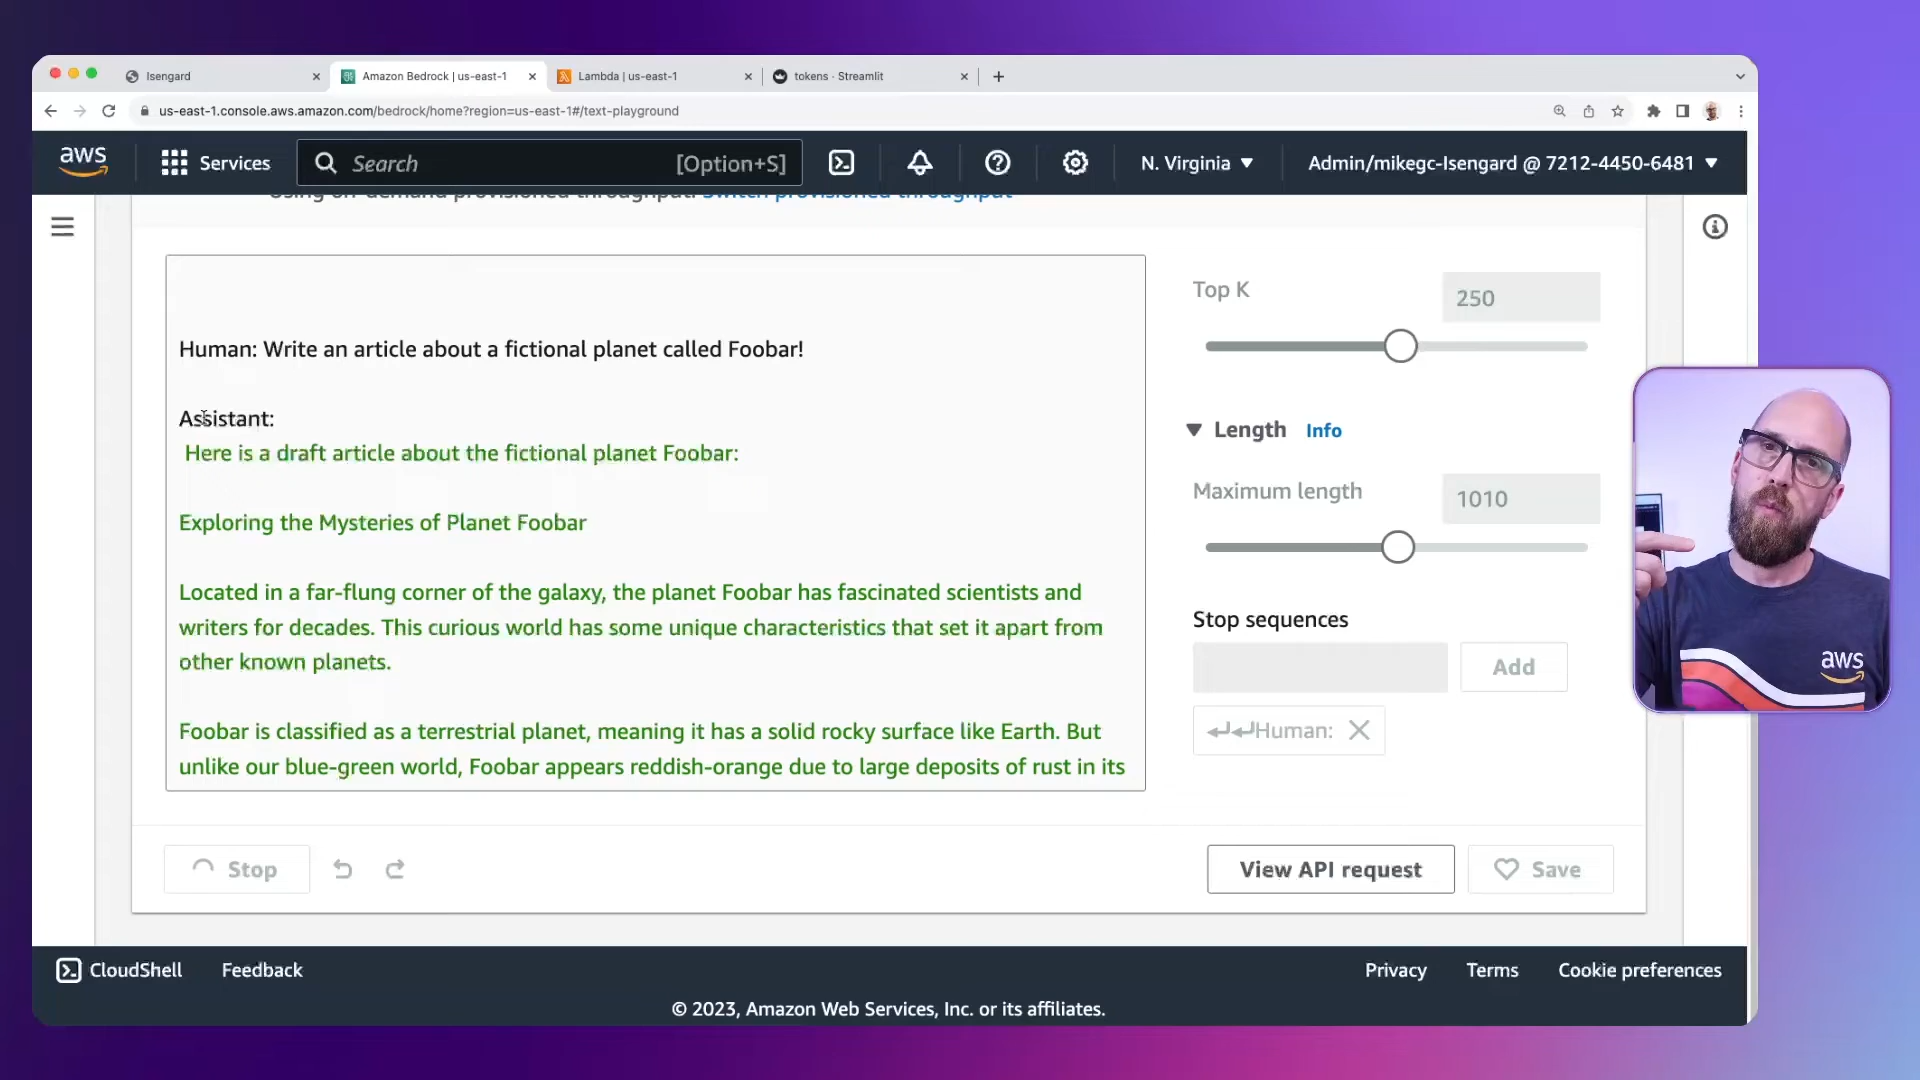 Isengard
Amazon Bedrock | us-east-1
Lambda | us-east-1
tokens · Streamlit
us-east-1.console.aws.amazon.com/bedrock/home?region=us-east-1#/text-playground
aws
Services
Search
[Option+S]
N. Virginia
Admin/mikegc-Isengard @ 7212-4450-6481
Using on-demand provisioned throughput. Switch provisioned throughput
Human: Write an article about a fictional planet called Foobar!
Assistant:
Here is a draft article about the fictional planet Foobar:
Exploring the Mysteries of Planet Foobar
Located in a far-flung corner of the galaxy, the planet Foobar has fascinated scientists and
writers for decades. This curious world has some unique characteristics that set it apart from
other known planets.
Foobar is classified as a terrestrial planet, meaning it has a solid rocky surface like Earth. But
unlike our blue-green world, Foobar appears reddish-orange due to large deposits of rust in its
Top K
250
Length Info
Maximum length
1010
Stop sequences
Add
Human:
aws
Stop
View API request
Save
CloudShell
Feedback
Privacy
Terms
Cookie preferences
© 2023, Amazon Web Services, Inc. or its affiliates.